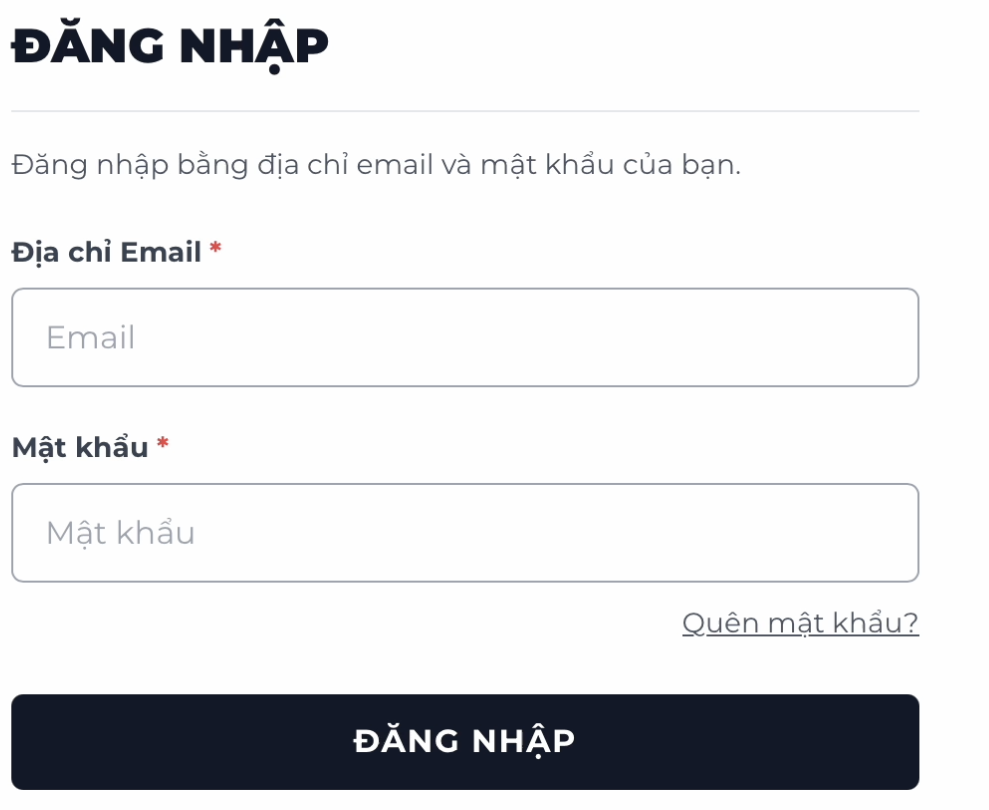 ĐĂNG NHẬP
Đăng nhập bằng địa chỉ email và mật khẩu của bạn.
Địa chỉ Email *
Email
Mật khẩu *
Mật khẩu
Quên mật khẩu?
ĐĂNG NHẬP